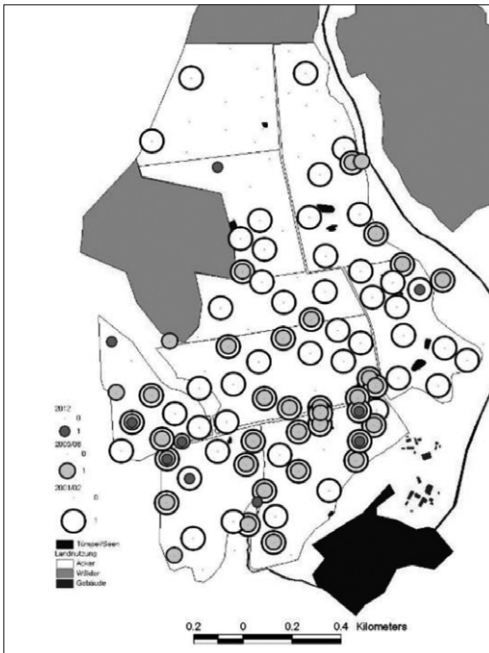 2012
0
1
2005/06
0
1
2001/02
0
1
Tümpel/Seen
Landnutzung
Acker
Wälder
Gebäude
0.2 0 0.2 0.4 Kilometers